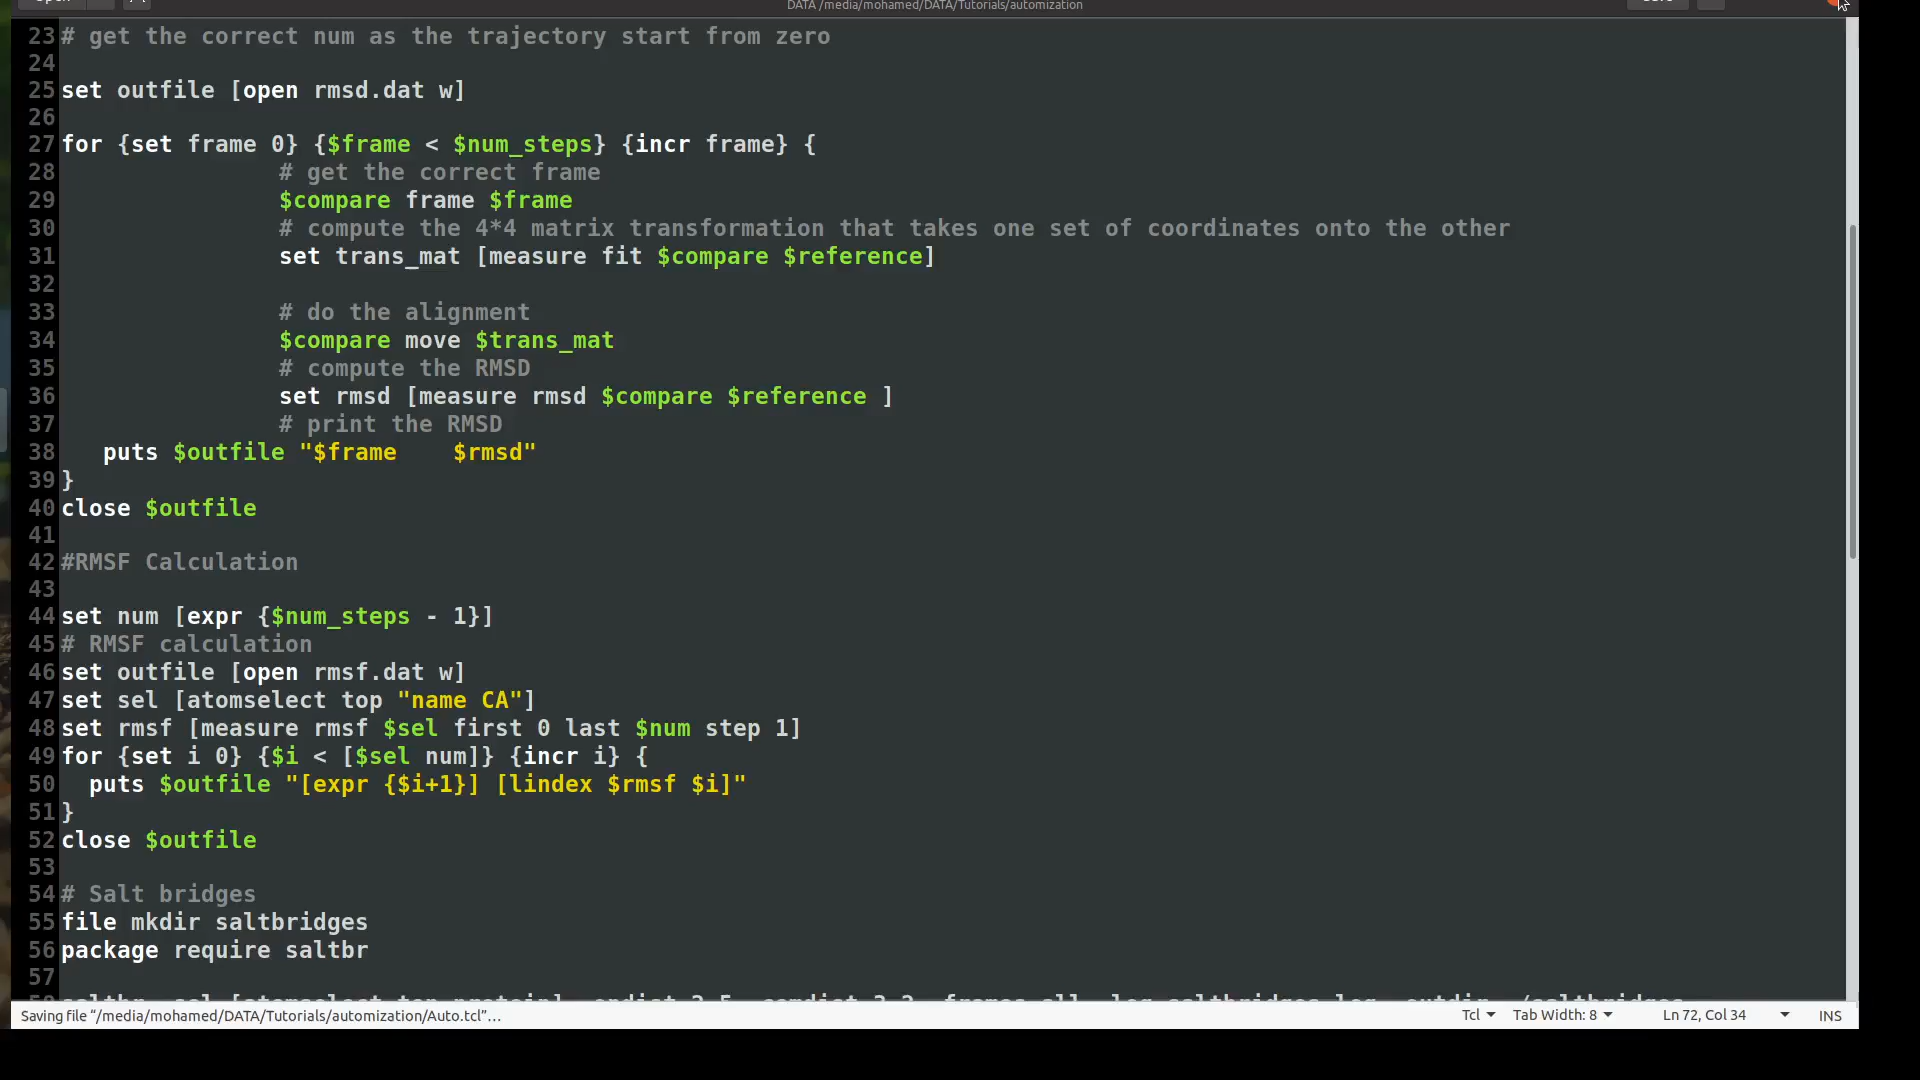 Open
DATA /media/mohamed/DATA/Tutorials/automization
Save
23 # get the correct num as the trajectory start from zero
24
25 set outfile [open rmsd.dat w]
26
27 for {set frame 0} {$frame < $num_steps} {incr frame} {
28 # get the correct frame
29 $compare frame $frame
30 # compute the 4*4 matrix transformation that takes one set of coordinates onto the other
31 set trans_mat [measure fit $compare $reference]
32
33 # do the alignment
34 $compare move $trans_mat
35 # compute the RMSD
36 set rmsd [measure rmsd $compare $reference ]
37 # print the RMSD
38 puts $outfile "$frame    $rmsd"
39 }
40 close $outfile
41
42 #RMSF Calculation
43
44 set num [expr {$num_steps - 1}]
45 # RMSF calculation
46 set outfile [open rmsf.dat w]
47 set sel [atomselect top "name CA"]
48 set rmsf [measure rmsf $sel first 0 last $num step 1]
49 for {set i 0} {$i < [$sel num]} {incr i} {
50 puts $outfile "[expr {$i+1}] [lindex $rmsf $i]"
51 }
52 close $outfile
53
54 # Salt bridges
55 file mkdir saltbridges
56 package require saltbr
57
Saving file “/media/mohamed/DATA/Tutorials/automization/Auto.tcl”…
Tcl Tab Width: 8 Ln 72, Col 34 INS